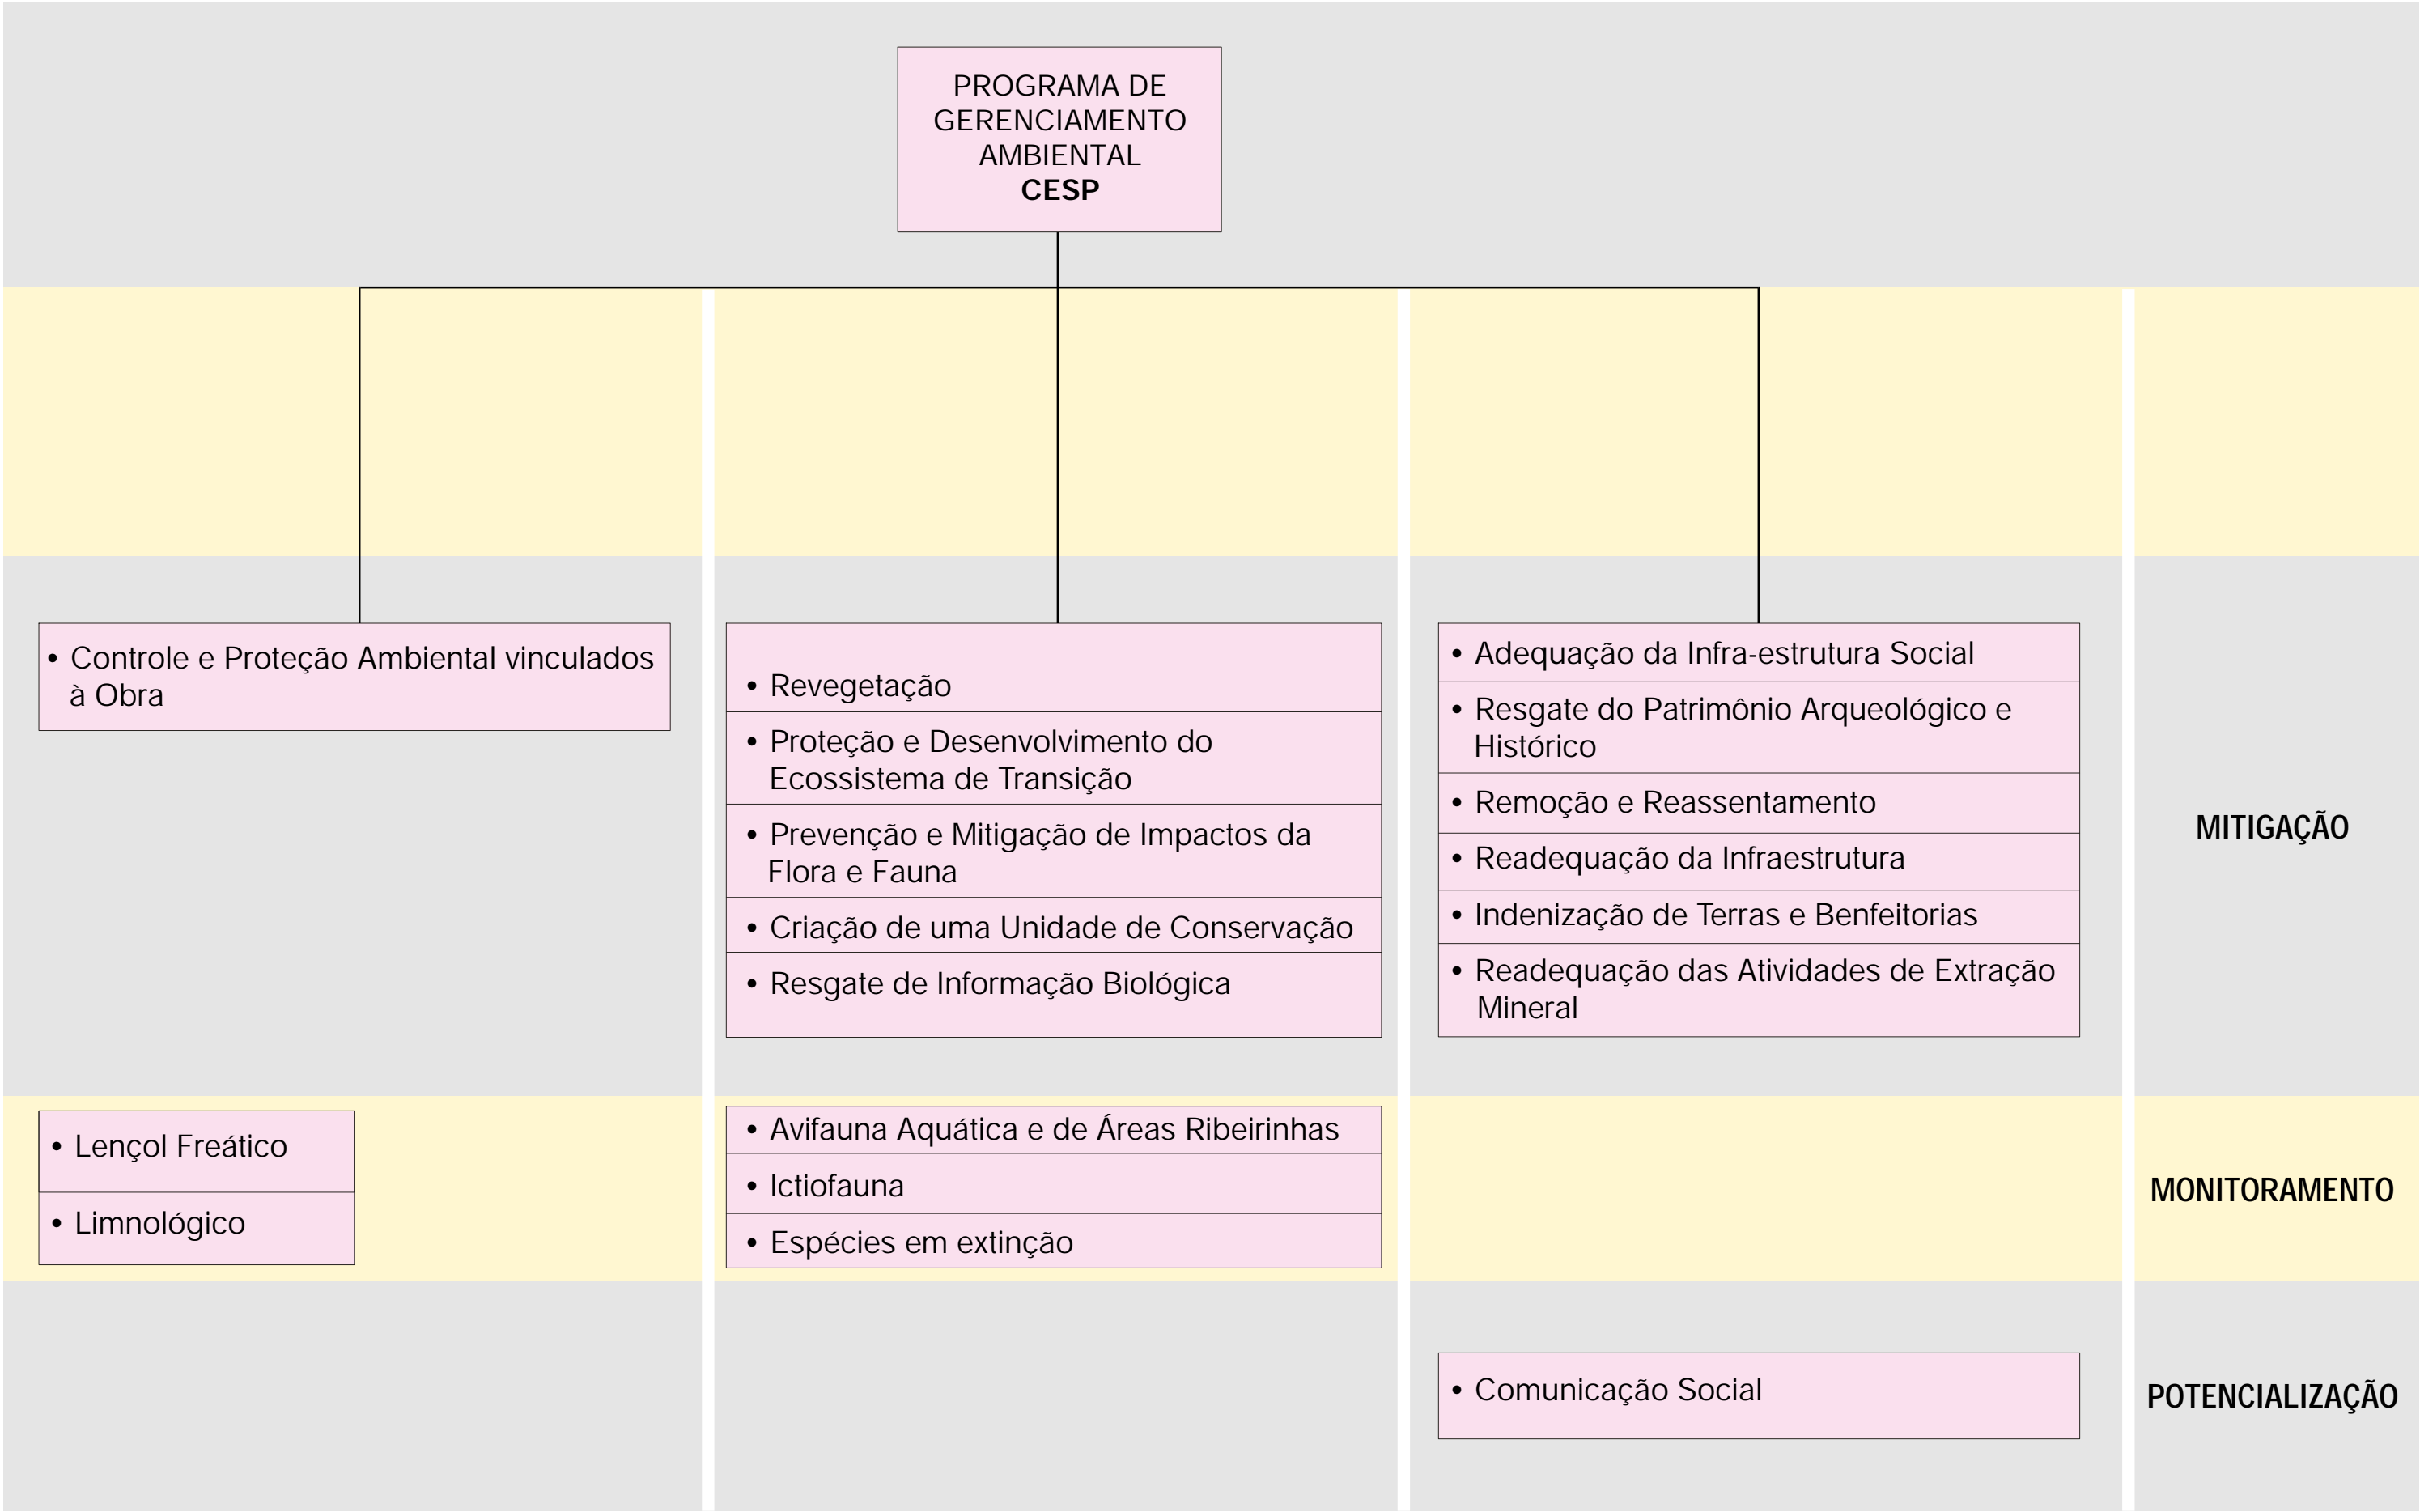 PROGRAMA DE
GERENCIAMENTO
AMBIENTAL
CESP
• Controle e Proteção Ambiental vinculados
à Obra
• Revegetação
• Proteção e Desenvolvimento do
Ecossistema de Transição
• Prevenção e Mitigação de Impactos da
Flora e Fauna
• Criação de uma Unidade de Conservação
• Resgate de Informação Biológica
• Adequação da Infra-estrutura Social
• Resgate do Patrimônio Arqueológico e
Histórico
• Remoção e Reassentamento
• Readequação da Infraestrutura
• Indenização de Terras e Benfeitorias
• Readequação das Atividades de Extração
Mineral
MITIGAÇÃO
• Lençol Freático
• Limnológico
• Avifauna Aquática e de Áreas Ribeirinhas
• Ictiofauna
• Espécies em extinção
MONITORAMENTO
• Comunicação Social
POTENCIALIZAÇÃO